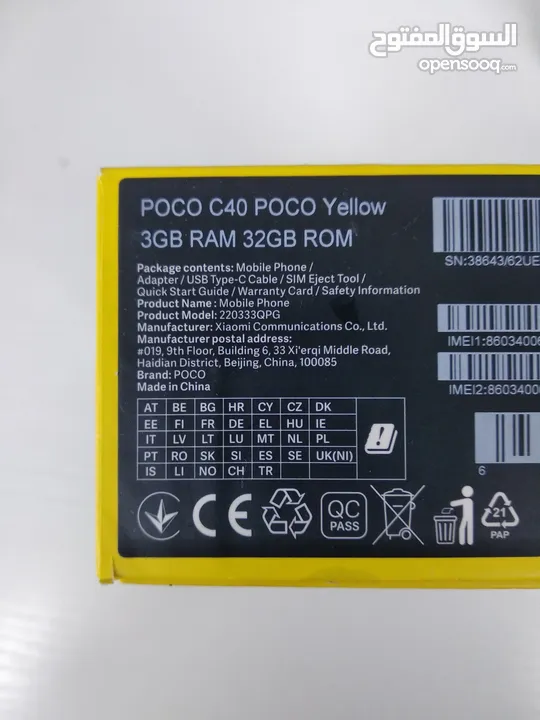 السوق المفتوح
opensooq.com
POCO C40 POCO Yellow
3GB RAM 32GB ROM
Package contents: Mobile Phone /
Adapter / USB Type-C Cable / SIM Eject Tool /
Quick Start Guide / Warranty Card / Safety Information
Product Name: Mobile Phone
Product Model: 220333QPG
Manufacturer: Xiaomi Communications Co., Ltd.
Manufacturer postal address:
#019, 9th Floor, Building 6, 33 Xi'erqi Middle Road,
Haidian District, Beijing, China, 100085
Brand: POCO
Made in China
SN:38643/62UE
IMEI1:8603400
IMEI2:8603400
6
AT BE BG HR CY CZ DK
EE FI FR DE EL HU IE
IT LV LT LU MT NL PL
PT RO SK SI ES SE UK(NI)
IS LI NO CH TR
CE
QC
PASS
21
PAP